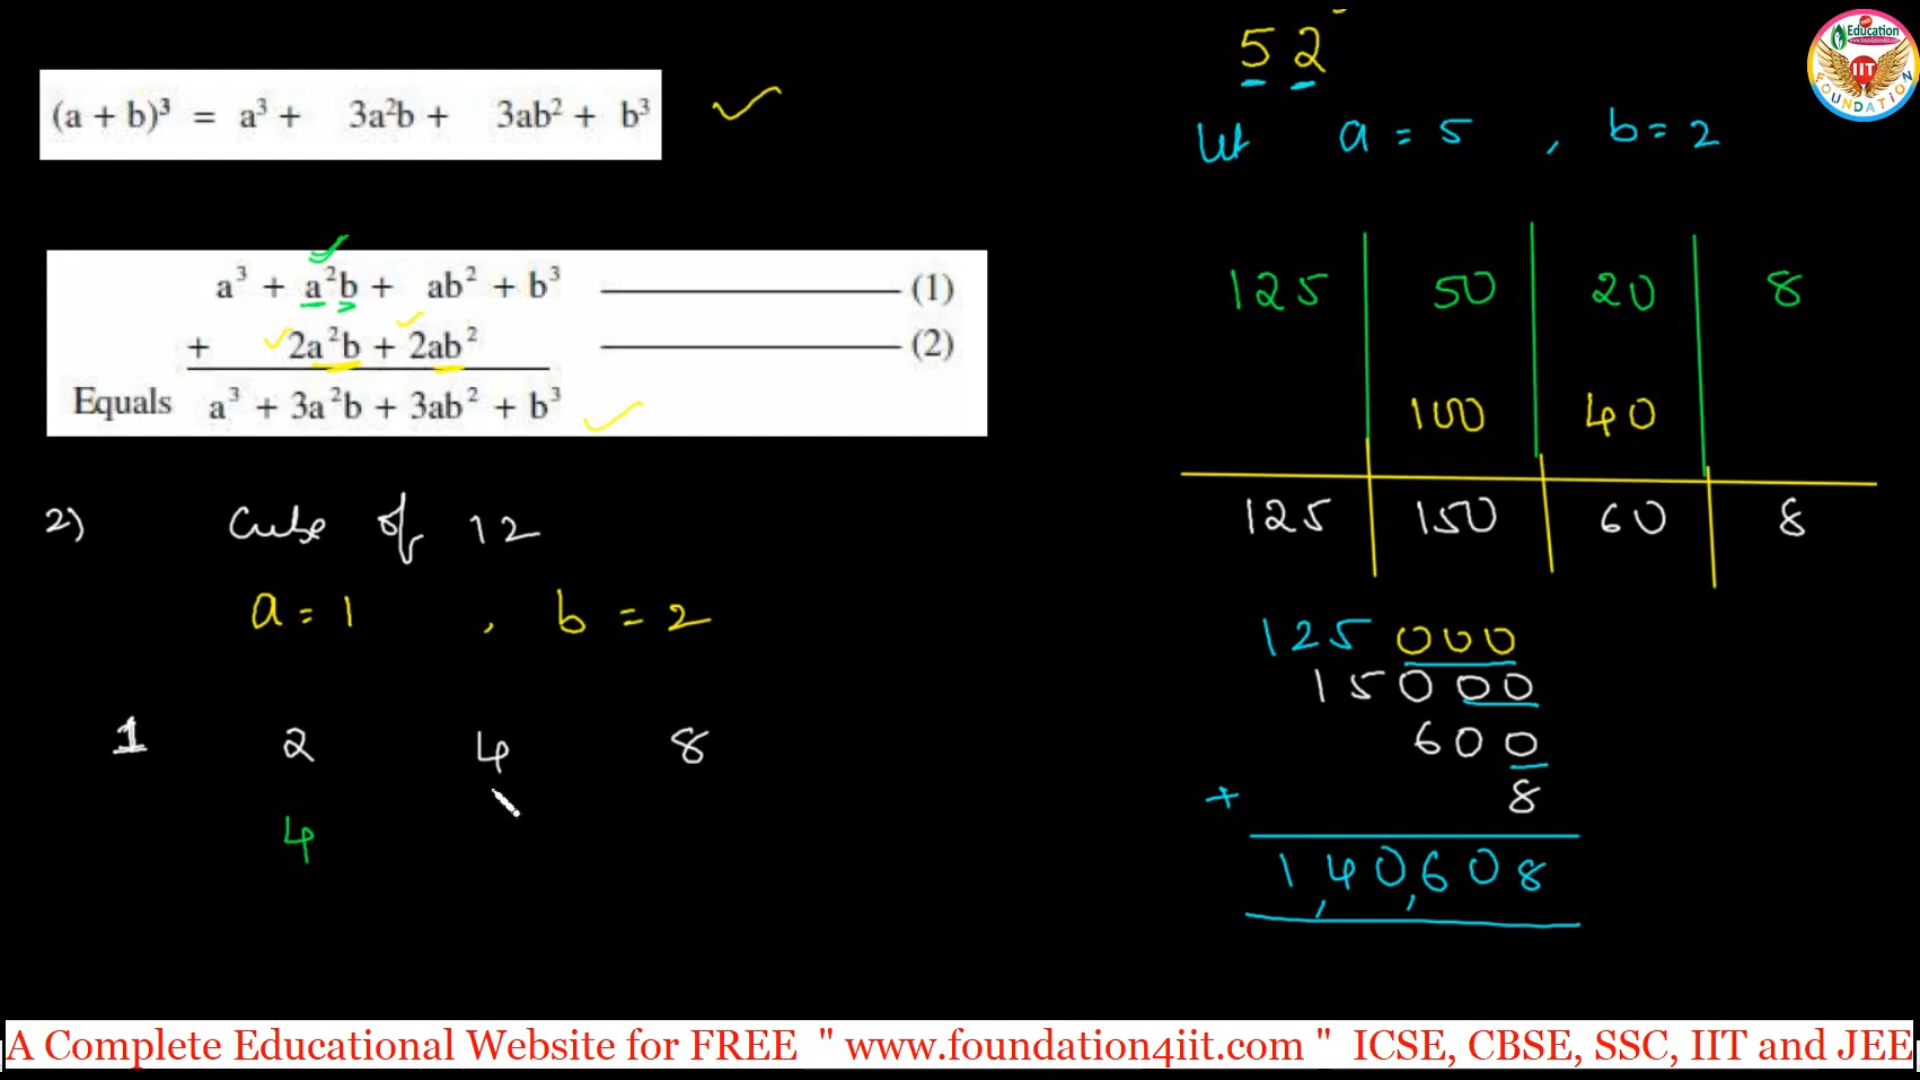 (a + b)³ = a³ + 3a²b + 3ab² + b³
a³ + a²b + ab² + b³ (1)
+ 2a²b + 2ab² (2)
Equals a³ + 3a²b + 3ab² + b³
2) Cube of 12
a = 1 , b = 2
1 2 4 8
4
52
Let a = 5 , b = 2
125 50 20 8
100 40
125 150 60 8
125 000
15000
600
+ 8
1,40,608
Education
IIT
FOUNDATION
A Complete Educational Website for FREE " www.foundation4iit.com " ICSE, CBSE, SSC, IIT and JEE